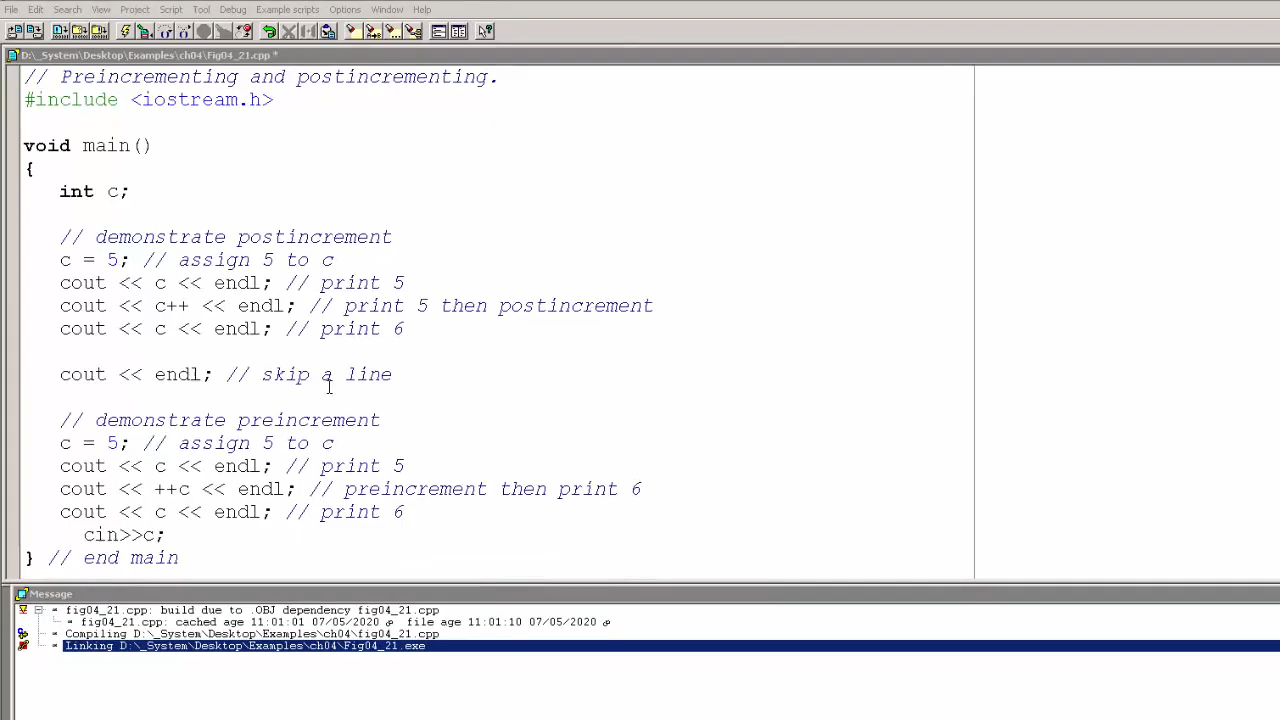 File Edit Search View Project Script Tool Debug Example scripts Options Window Help
D:\_System\Desktop\Examples\ch04\Fig04_21.cpp *
// Preincrementing and postincrementing.
#include <iostream.h>
void main()
{
int c;
// demonstrate postincrement
c = 5; // assign 5 to c
cout << c << endl; // print 5
cout << c++ << endl; // print 5 then postincrement
cout << c << endl; // print 6
cout << endl; // skip a line
// demonstrate preincrement
c = 5; // assign 5 to c
cout << c << endl; // print 5
cout << ++c << endl; // preincrement then print 6
cout << c << endl; // print 6
cin>>c;
} // end main
Message
fig04_21.cpp: build due to .OBJ dependency fig04_21.cpp
fig04_21.cpp: cached age 11:01:01 07/05/2020 file age 11:01:10 07/05/2020
Compiling D:\_System\Desktop\Examples\ch04\fig04_21.cpp
Linking D:\_System\Desktop\Examples\ch04\Fig04_21.exe